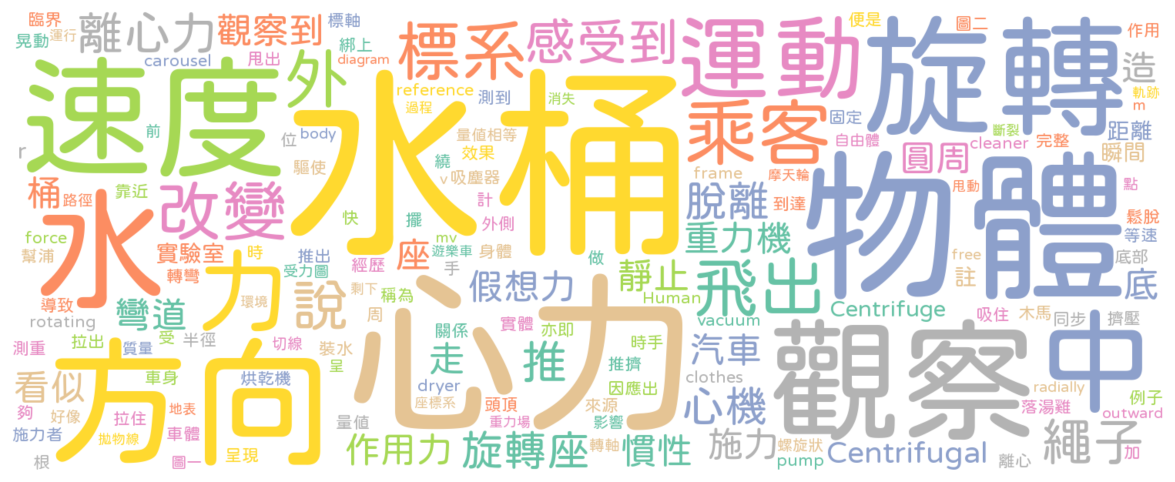 臨界 離心力 觀察到 標軸 綁上 標系 感受到 運動 便是 圖二 旋轉 作用
晃動 運行 carousel 甩出 diagram 造 軌跡
速度 外 水桶 reference 測到 消失 過程 乘客 固定 斷裂 m
前 位 body 量值相等 自由體 cleaner 完整 距離
r 驅使 效果 frame 摩天輪 圓周 瞬間
桶 路徑 靠近 改變 繞 v 吸塵器 脫離 到達 物體 甩動 點
水 快 擺 計 外側 鬆脫
force 實驗室 時 推出 座 mv 遊樂車 身體 做 重力機 等速
幫浦 轉彎 力 受力圖 經歷 手 靜止 飛出 free 底部
導致 彎道 環境 說 剩下 稱為 假想力 Human 註 底
rotating 周 心力 實體 vacuum Centrifuge 吸住 木馬 同步 擠壓
測重 拉出 受 半徑 切線 裝水 關係 亦即 時手 汽車 觀察 中
方向 質量 呈 走 推 推擠
看似 車身 烘乾機 dryer 因應出 clothes radially 例子
夠 好像 拉住 地表 座標系 頭頂 來源 心機 落湯雞 outward
施力者 拋物線 車體 量值 重力場 影響 繩子
根 圖一 呈現 作用力 旋轉座 轉軸 慣性 施力 螺旋狀 pump Centrifugal 離心 加